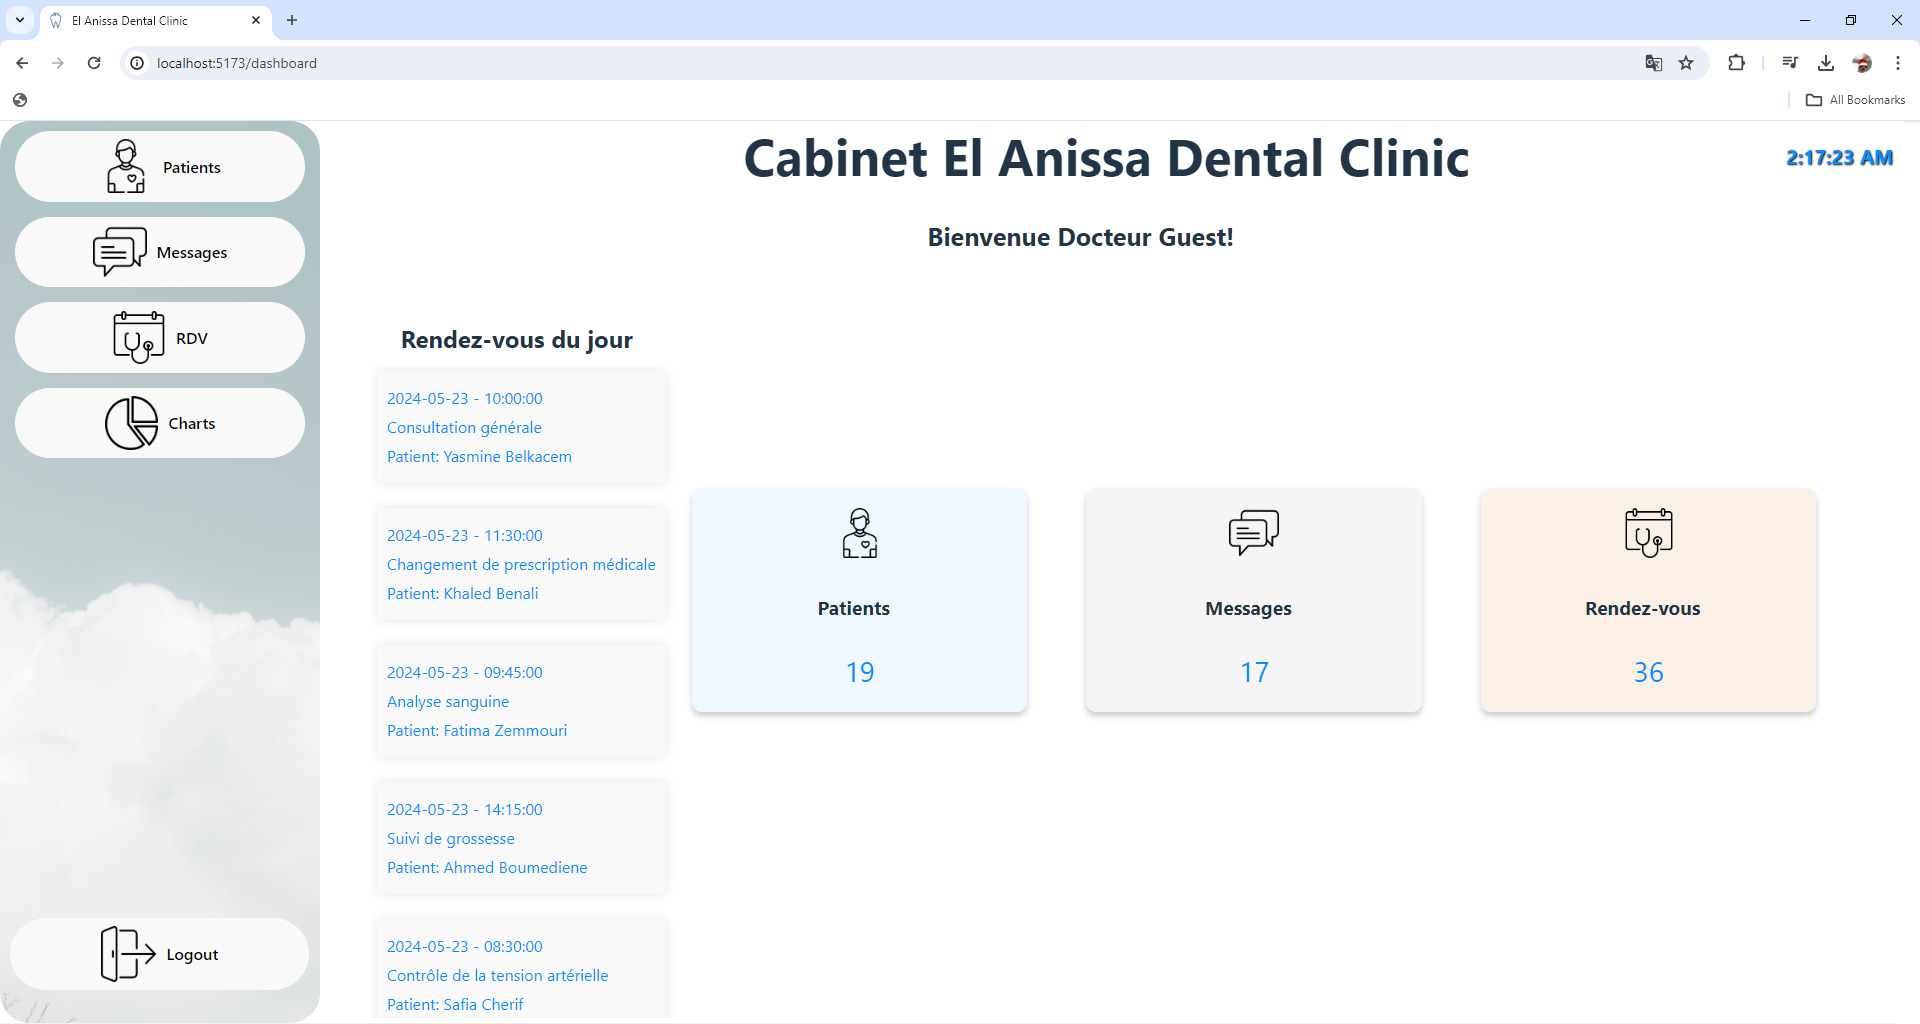 El Anissa Dental Clinic
localhost:5173/dashboard
All Bookmarks
Patients
Messages
RDV
Charts
Logout
Cabinet El Anissa Dental Clinic
2:17:23 AM
Bienvenue Docteur Guest!
Rendez-vous du jour
2024-05-23 - 10:00:00
Consultation générale
Patient: Yasmine Belkacem
2024-05-23 - 11:30:00
Changement de prescription médicale
Patient: Khaled Benali
2024-05-23 - 09:45:00
Analyse sanguine
Patient: Fatima Zemmouri
2024-05-23 - 14:15:00
Suivi de grossesse
Patient: Ahmed Boumediene
2024-05-23 - 08:30:00
Contrôle de la tension artérielle
Patient: Safia Cherif
Patients
19
Messages
17
Rendez-vous
36